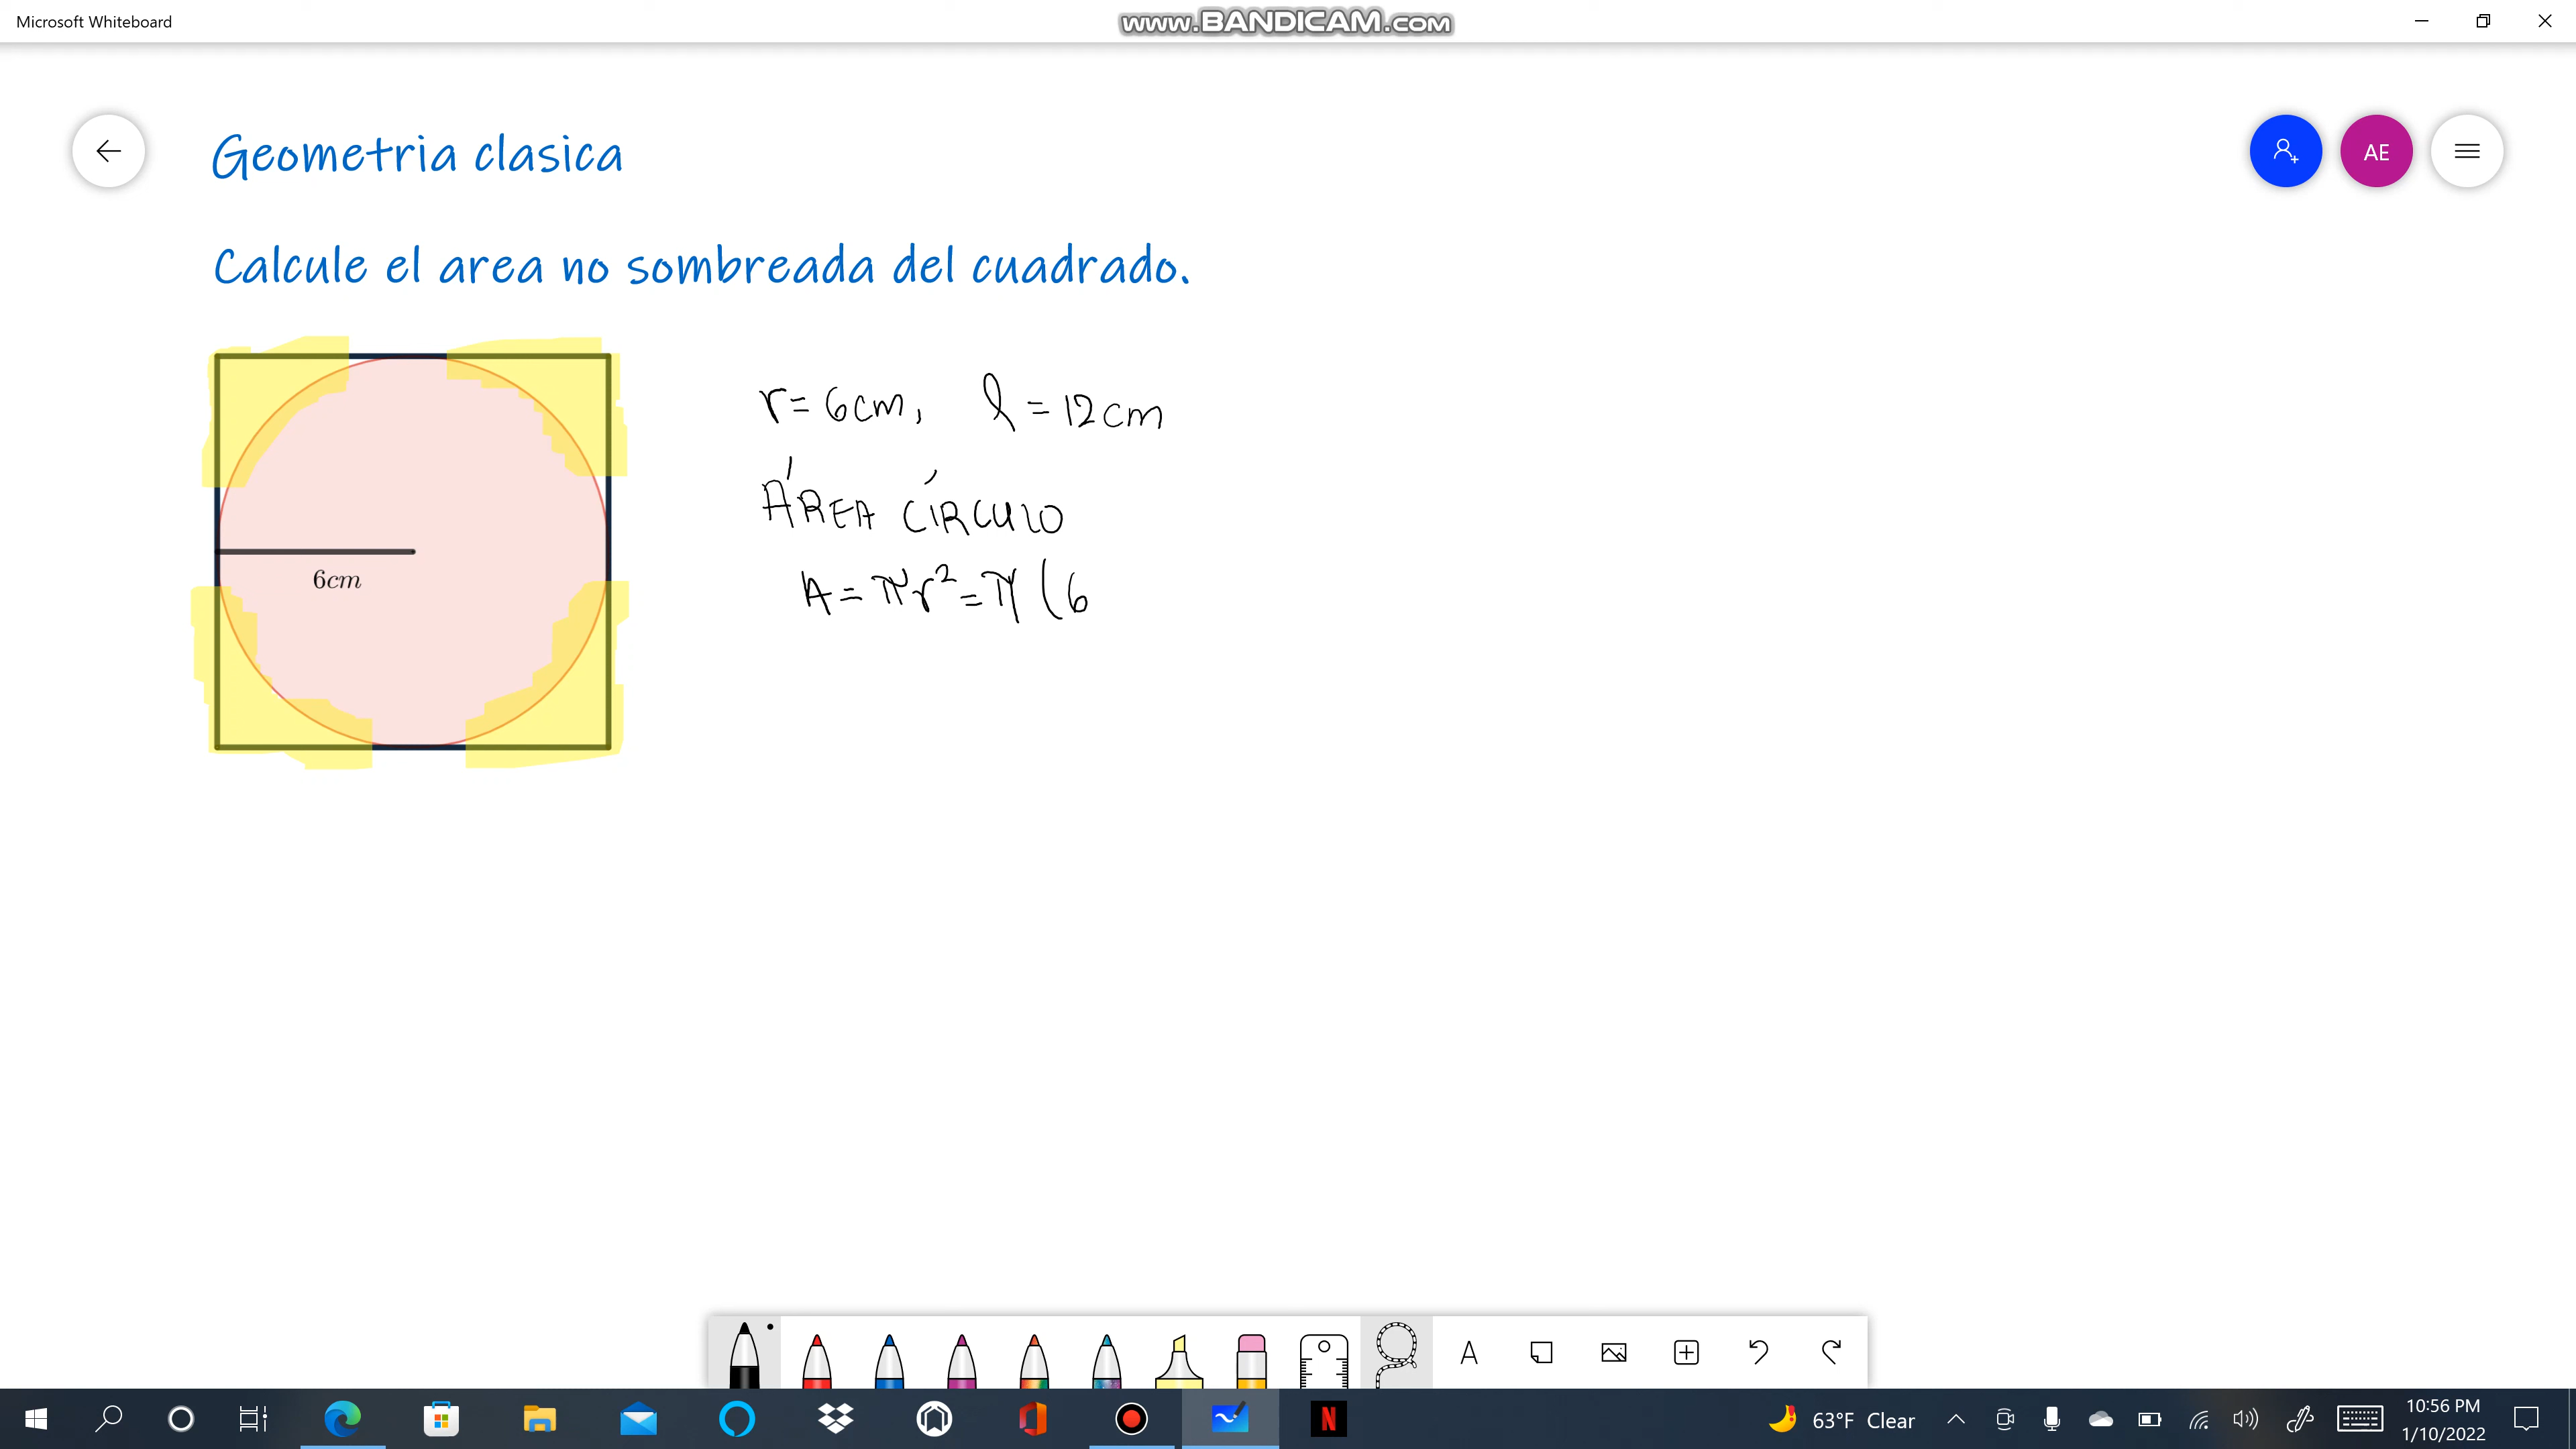 Microsoft Whiteboard
www.BANDICAM.com
AE
Geometria clasica
Calcule el area no sombreada del cuadrado.
6cm
r = 6cm, l = 12cm
ÁREA CÍRCULO
A = πr² = π (6
A
63°F Clear
10:56 PM
1/10/2022